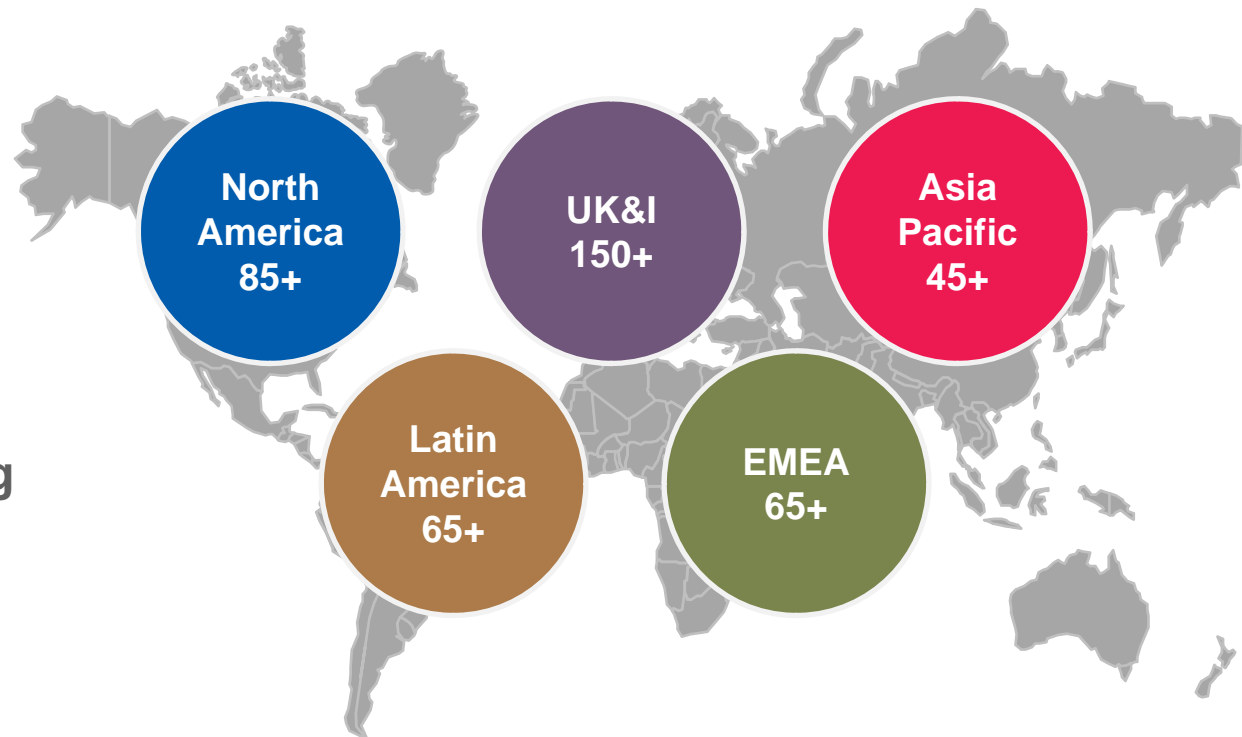 North
America
85+
UK&I
150+
Asia
Pacific
45+
Latin
America
65+
EMEA
65+
g